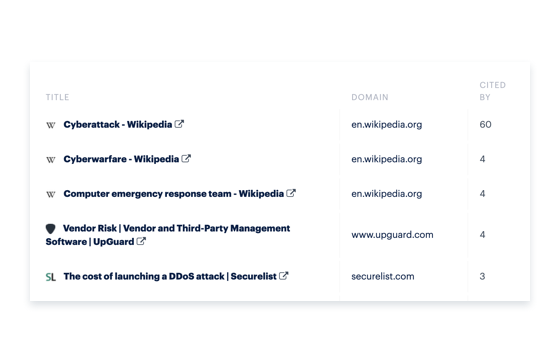 TITLE DOMAIN CITED BY
W Cyberattack - Wikipedia en.wikipedia.org 60
W Cyberwarfare - Wikipedia en.wikipedia.org 4
W Computer emergency response team - Wikipedia en.wikipedia.org 4
Vendor Risk | Vendor and Third-Party Management
Software | UpGuard www.upguard.com 4
SL The cost of launching a DDoS attack | Securelist securelist.com 3